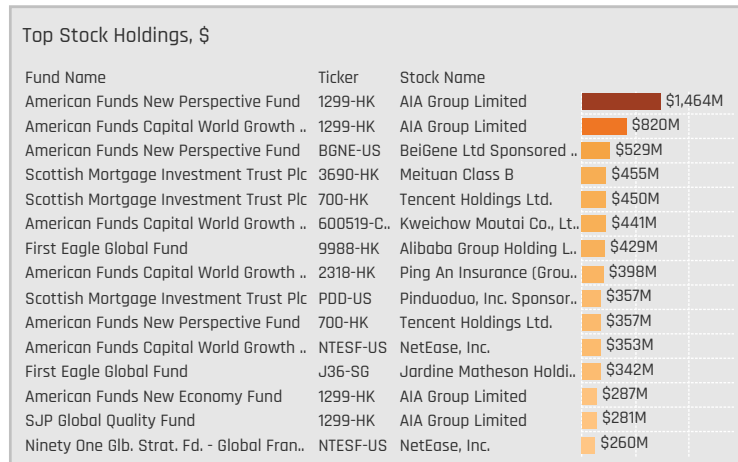 Top Stock Holdings, $
Fund Name Ticker Stock Name
American Funds New Perspective Fund 1299-HK AIA Group Limited $1,464M
American Funds Capital World Growth .. 1299-HK AIA Group Limited $820M
American Funds New Perspective Fund BGNE-US BeiGene Ltd Sponsored .. $529M
Scottish Mortgage Investment Trust Plc 3690-HK Meituan Class B $455M
Scottish Mortgage Investment Trust Plc 700-HK Tencent Holdings Ltd. $450M
American Funds Capital World Growth .. 600519-C.. Kweichow Moutai Co., Lt.. $441M
First Eagle Global Fund 9988-HK Alibaba Group Holding L.. $429M
American Funds Capital World Growth .. 2318-HK Ping An Insurance (Grou.. $398M
Scottish Mortgage Investment Trust Plc PDD-US Pinduoduo, Inc. Sponsor.. $357M
American Funds New Perspective Fund 700-HK Tencent Holdings Ltd. $357M
American Funds Capital World Growth .. NTESF-US NetEase, Inc. $353M
First Eagle Global Fund J36-SG Jardine Matheson Holdi.. $342M
American Funds New Economy Fund 1299-HK AIA Group Limited $287M
SJP Global Quality Fund 1299-HK AIA Group Limited $281M
Ninety One Glb. Strat. Fd. - Global Fran.. NTESF-US NetEase, Inc. $260M